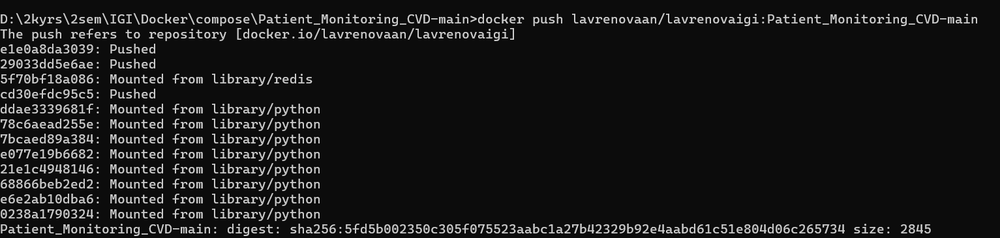 D:\2kyrs\2sem\IGI\Docker\compose\Patient_Monitoring_CVD-main>docker push lavrenovaan/lavrenovaigi:Patient_Monitoring_CVD-main
The push refers to repository [docker.io/lavrenovaan/lavrenovaigi]
e1e0a8da3039: Pushed
29033dd5e6ae: Pushed
5f70bf18a086: Mounted from library/redis
cd30efdc95c5: Pushed
ddae3339681f: Mounted from library/python
78c6aead255e: Mounted from library/python
7bcaed89a384: Mounted from library/python
e077e19b6682: Mounted from library/python
21e1c4948146: Mounted from library/python
68866beb2ed2: Mounted from library/python
e6e2ab10dba6: Mounted from library/python
0238a1790324: Mounted from library/python
Patient_Monitoring_CVD-main: digest: sha256:5fd5b002350c305f075523aabc1a27b42329b92e4aabd61c51e804d06c265734 size: 2845